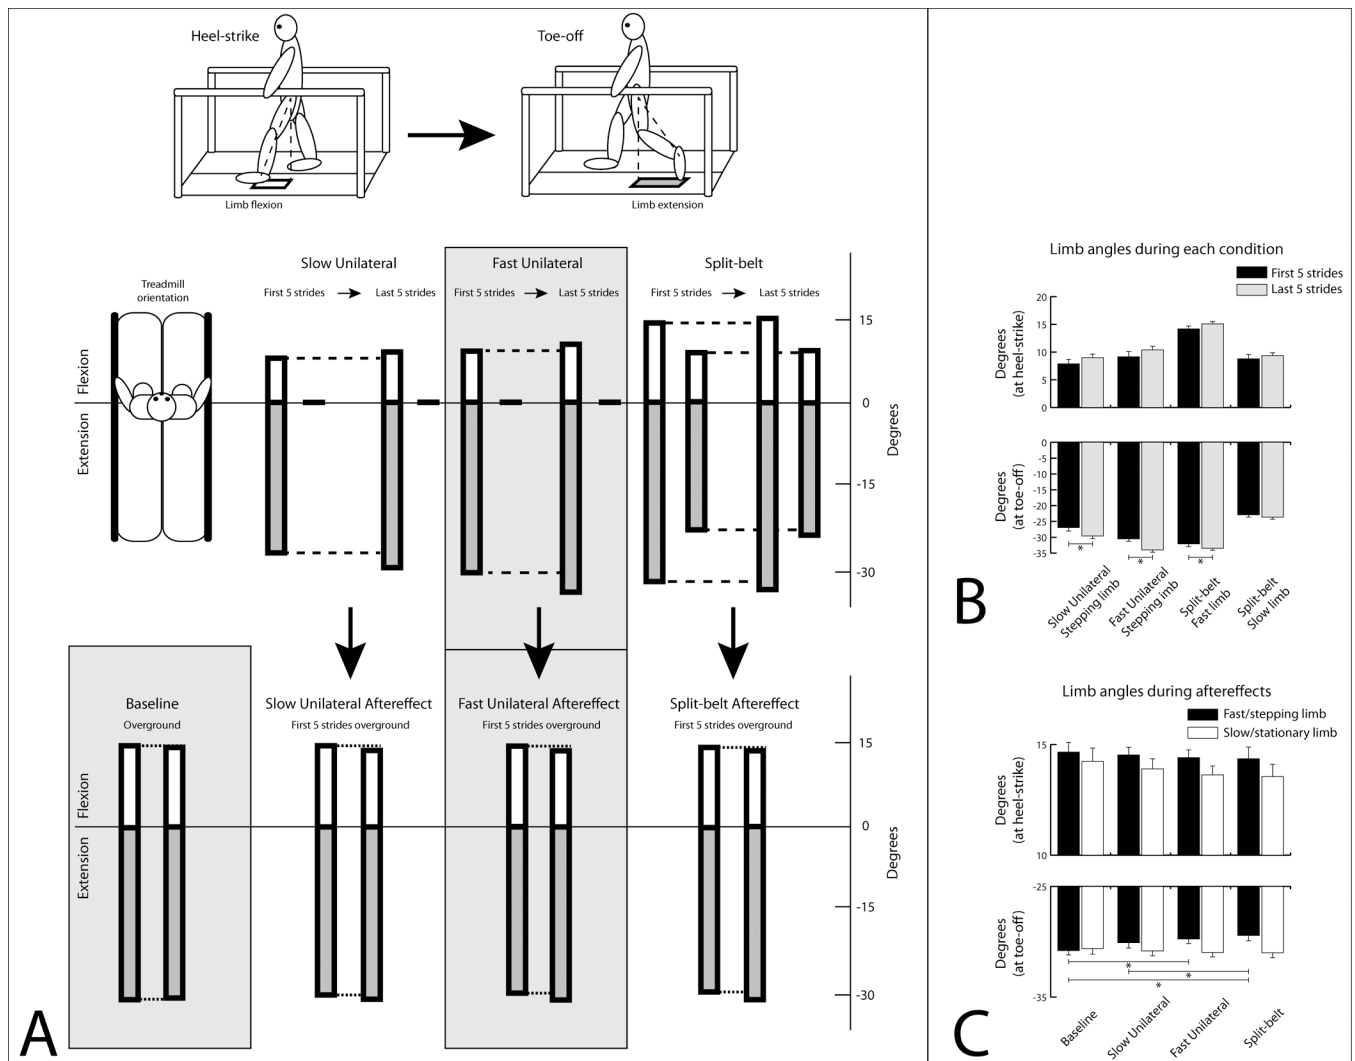 Heel-strike
Toe-off
Limb flexion
Limb extension
Treadmill
orientation
Slow Unilateral
First 5 strides
Last 5 strides
Fast Unilateral
First 5 strides
Last 5 strides
Split-belt
First 5 strides
Last 5 strides
Flexion
Extension
15
0
-15
-30
Degrees
Baseline
Overground
Slow Unilateral Aftereffect
First 5 strides overground
Fast Unilateral Aftereffect
First 5 strides overground
Split-belt Aftereffect
First 5 strides overground
Flexion
Extension
15
0
-15
-30
Degrees
A
Limb angles during each condition
First 5 strides
Last 5 strides
Degrees
(at heel-strike)
20
15
10
5
0
Degrees
(at toe-off)
0
-5
-10
-15
-20
-25
-30
-35
*
*
*
Slow Unilateral
Stepping limb
Fast Unilateral
Stepping imb
Split-belt
Fast limb
Split-belt
Slow limb
B
Limb angles during aftereffects
Fast/stepping limb
Slow/stationary limb
Degrees
(at heel-strike)
15
10
Degrees
(at toe-off)
-25
-35
*
*
*
Baseline
Slow Unilateral
Fast Unilateral
Split-belt
C